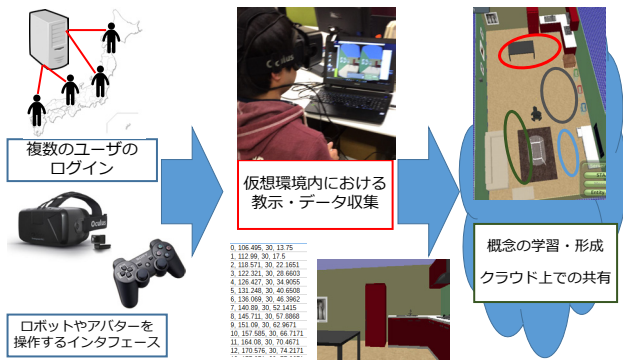 複数のユーザの
ログイン
Oculus
ロボットやアバターを
操作するインタフェース
仮想環境内における
教示・データ収集
0, 106.495, 30, 13.75
1, 112.99, 30, 17.5
2, 118.571, 30, 22.1651
3, 122.321, 30, 28.6603
4, 126.427, 30, 34.9055
5, 131.248, 30, 40.6508
6, 136.069, 30, 46.3962
7, 140.89, 30, 52.1415
8, 145.711, 30, 57.8868
9, 151.09, 30, 62.9671
10, 157.585, 30, 66.7171
11, 164.08, 30, 70.4671
12, 170.576, 30, 74.2171
Entity
概念の学習・形成
クラウド上での共有